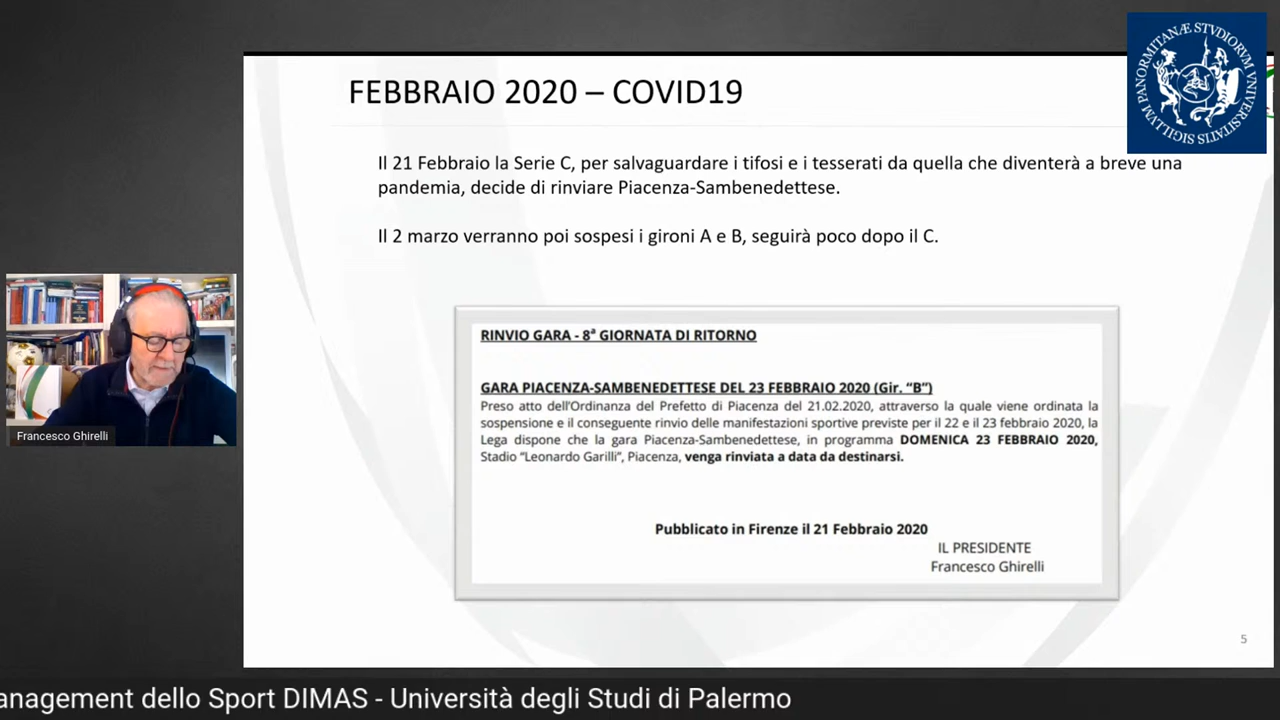 FEBBRAIO 2020 – COVID19
SIGILLVM PANORMITANÆ STVDIORVM VNIVERSITATIS
Il 21 Febbraio la Serie C, per salvaguardare i tifosi e i tesserati da quella che diventerà a breve una
pandemia, decide di rinviare Piacenza-Sambenedettese.
Il 2 marzo verranno poi sospesi i gironi A e B, seguirà poco dopo il C.
RINVIO GARA - 8ª GIORNATA DI RITORNO
GARA PIACENZA-SAMBENEDETTESE DEL 23 FEBBRAIO 2020 (Gir. “B”)
Preso atto dell’Ordinanza del Prefetto di Piacenza del 21.02.2020, attraverso la quale viene ordinata la
sospensione e il conseguente rinvio delle manifestazioni sportive previste per il 22 e il 23 febbraio 2020, la
Lega dispone che la gara Piacenza-Sambenedettese, in programma DOMENICA 23 FEBBRAIO 2020,
Stadio “Leonardo Garilli”, Piacenza, venga rinviata a data da destinarsi.
Pubblicato in Firenze il 21 Febbraio 2020
IL PRESIDENTE
Francesco Ghirelli
Francesco Ghirelli
5
anagement dello Sport DIMAS - Università degli Studi di Palermo